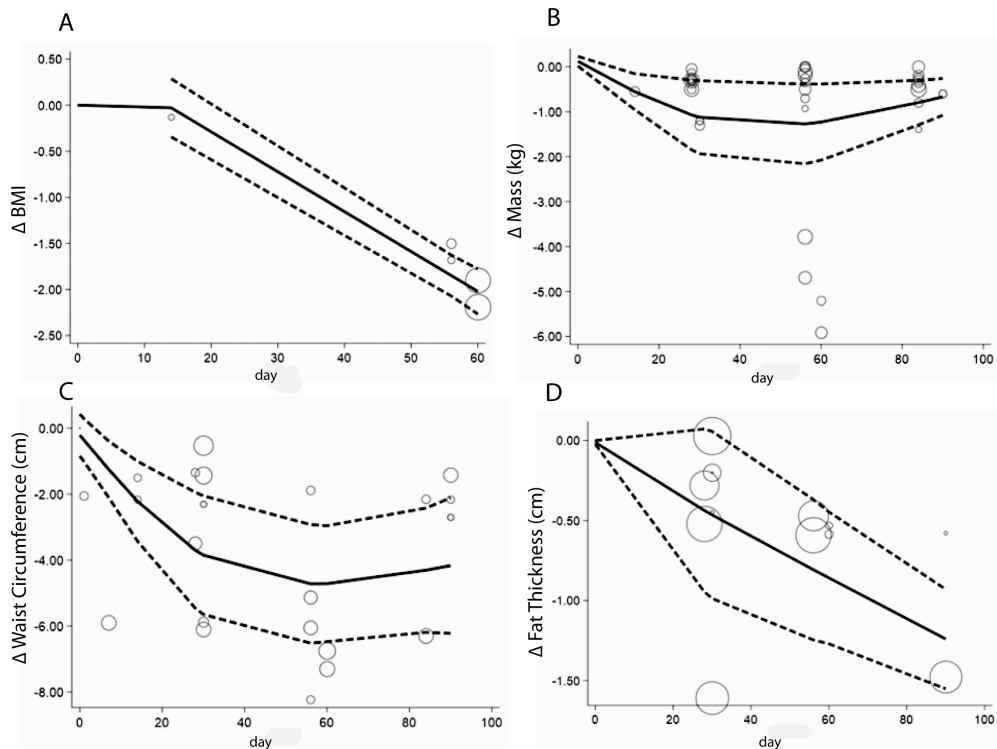 A
Δ BMI
0.50
0.00
-0.50
-1.00
-1.50
-2.00
-2.50
0 10 20 30 40 50 60
day
B
Δ Mass (kg)
0.00
-1.00
-2.00
-3.00
-4.00
-5.00
-6.00
0 20 40 60 80 100
day
C
Δ Waist Circumference (cm)
0.00
-2.00
-4.00
-6.00
-8.00
0 20 40 60 80 100
day
D
Δ Fat Thickness (cm)
0.00
-0.50
-1.00
-1.50
0 20 40 60 80 100
day